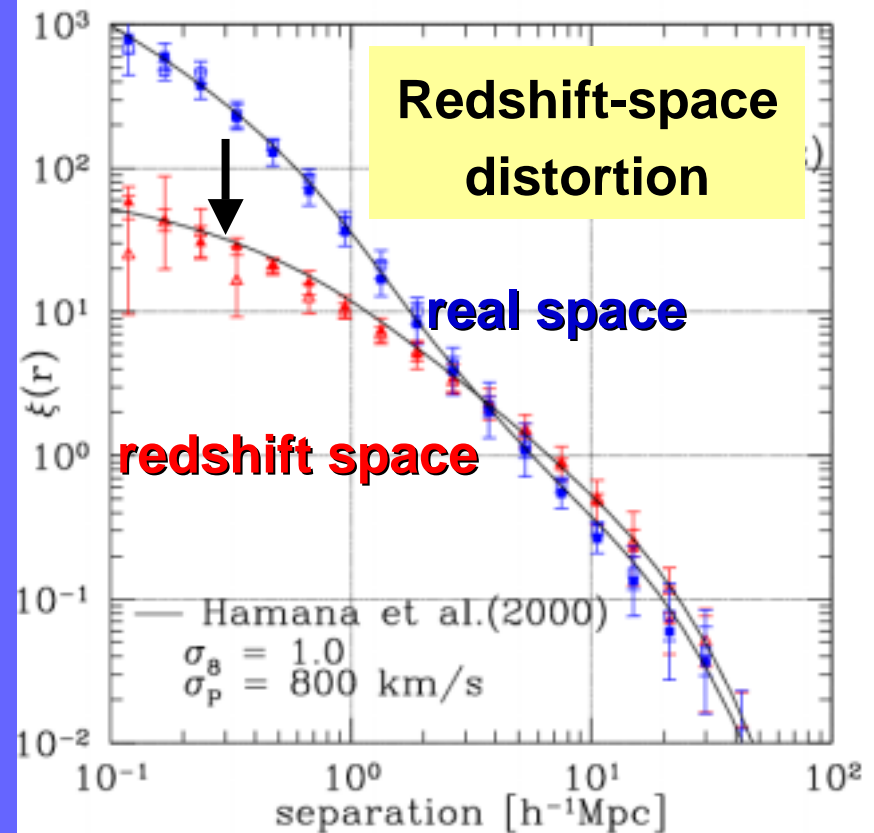 10³
Redshift-space
distortion
)
10²
real space
10¹
ξ(r)
redshift space
10⁰
10⁻¹
— Hamana et al.(2000)
σ₈ = 1.0
σₚ = 800 km/s
10⁻²
10⁻¹ 10⁰ 10¹ 10²
separation [h⁻¹Mpc]